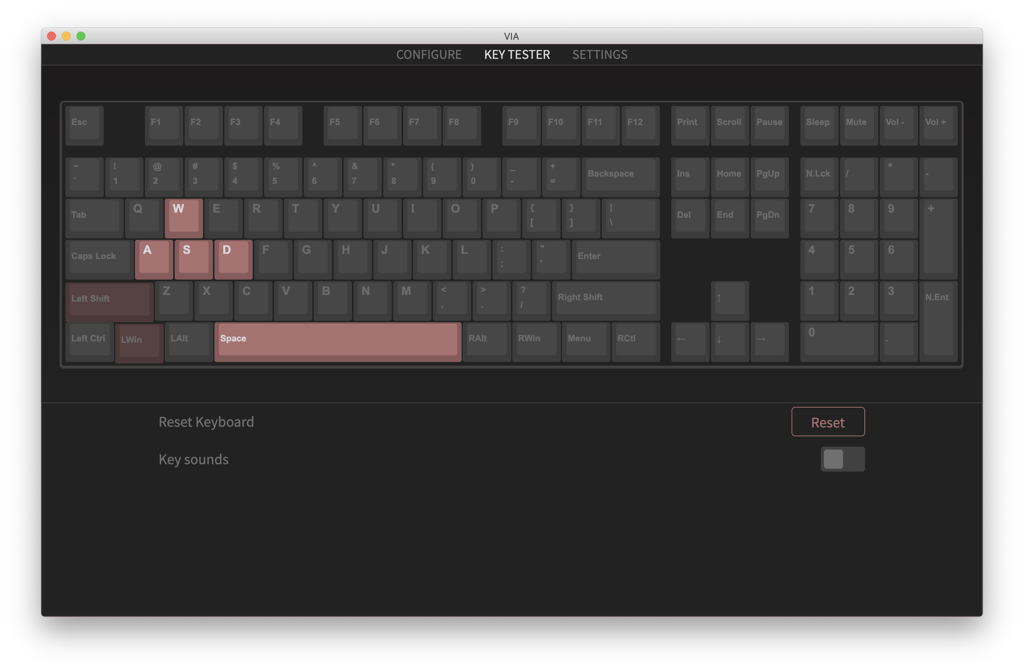 VIA
CONFIGURE KEY TESTER SETTINGS
Esc F1 F2 F3 F4 F5 F6 F7 F8 F9 F10 F11 F12 Print Scroll Pause Sleep Mute Vol - Vol +
~ ! @ # $ % ^ & * ( ) _ + Backspace Ins Home PgUp N.Lck / * -
` 1 2 3 4 5 6 7 8 9 0 - =
Tab Q W E R T Y U I O P { } | Del End PgDn 7 8 9 +
[ ] \
Caps Lock A S D F G H J K L : " Enter 4 5 6
; '
Left Shift Z X C V B N M < > ? Right Shift ↑ 1 2 3 N.Ent
, . /
Left Ctrl LWin LAlt Space RAlt RWin Menu RCtl ← ↓ → 0 .
Reset Keyboard Reset
Key sounds